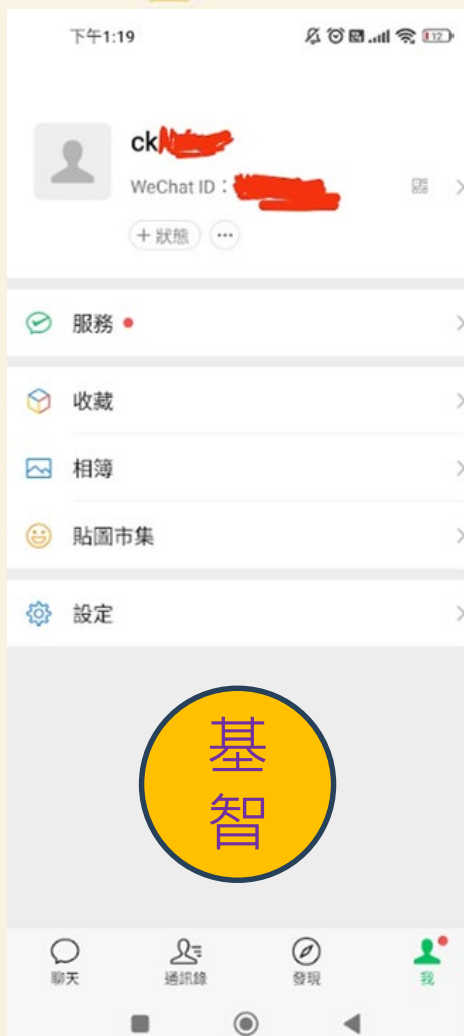 下午1:19
12
ck
WeChat ID：
+ 狀態
服務
收藏
相簿
貼圖市集
設定
基
智
聊天
通訊錄
發現
我